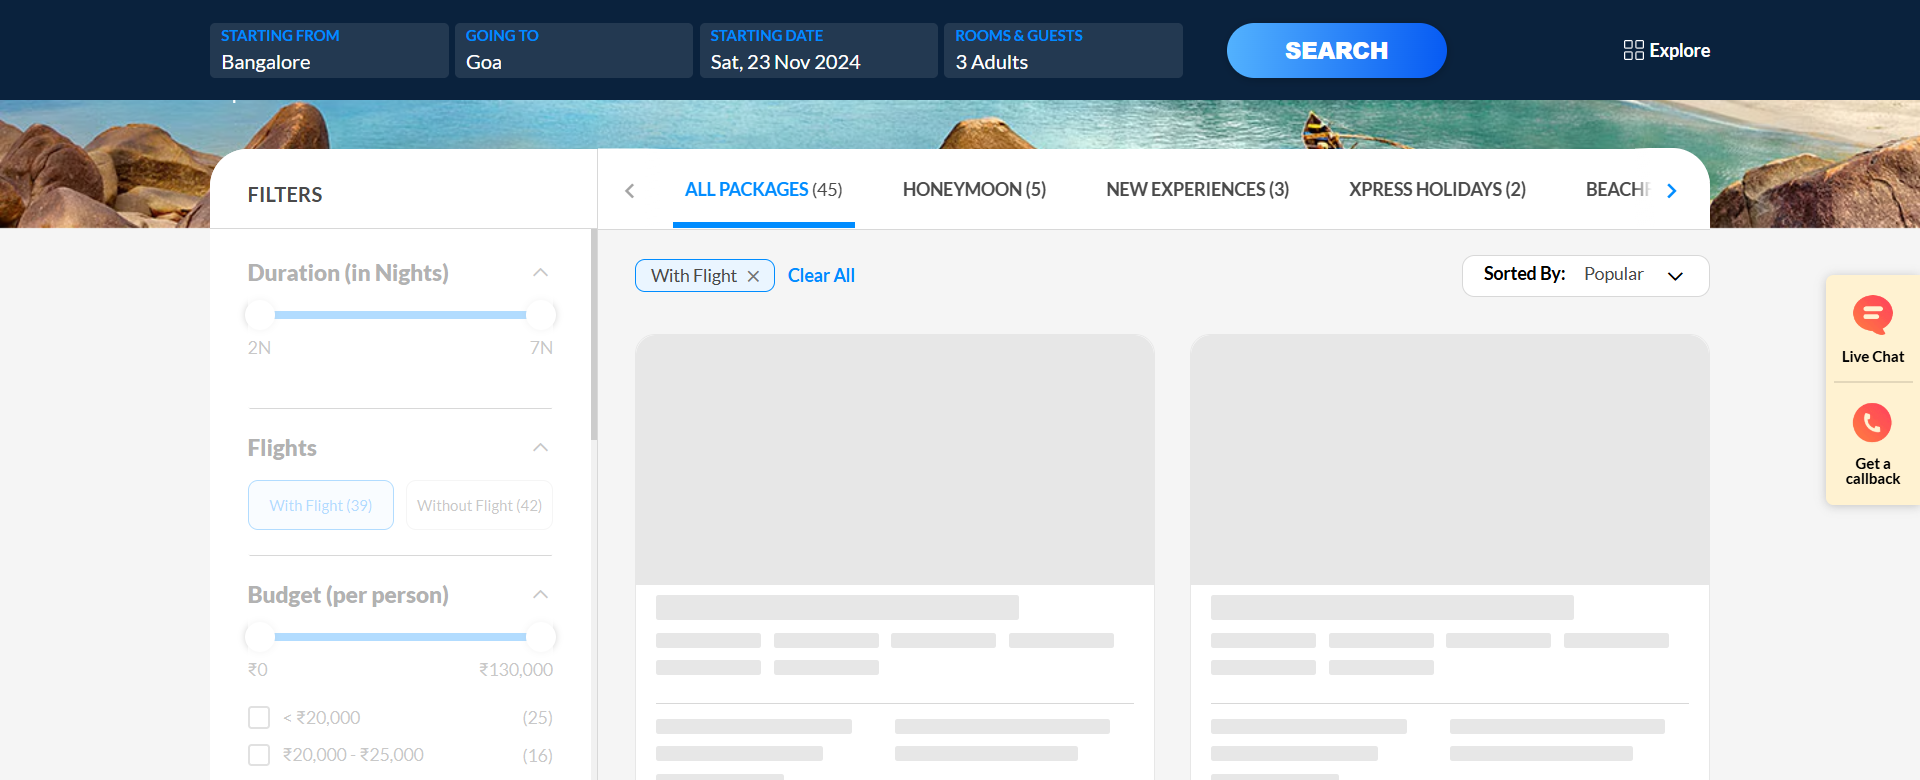 STARTING FROM
Bangalore
GOING TO
Goa
STARTING DATE
Sat, 23 Nov 2024
ROOMS & GUESTS
3 Adults
SEARCH
Explore
FILTERS
ALL PACKAGES (45)
HONEYMOON (5)
NEW EXPERIENCES (3)
XPRESS HOLIDAYS (2)
Duration (in Nights)
2N
7N
Flights
With Flight (39)
Without Flight (42)
Budget (per person)
₹0
₹130,000
< ₹20,000
(25)
₹20,000 - ₹25,000
(16)
With Flight
Clear All
Sorted By: Popular
Live Chat
Get a
callback